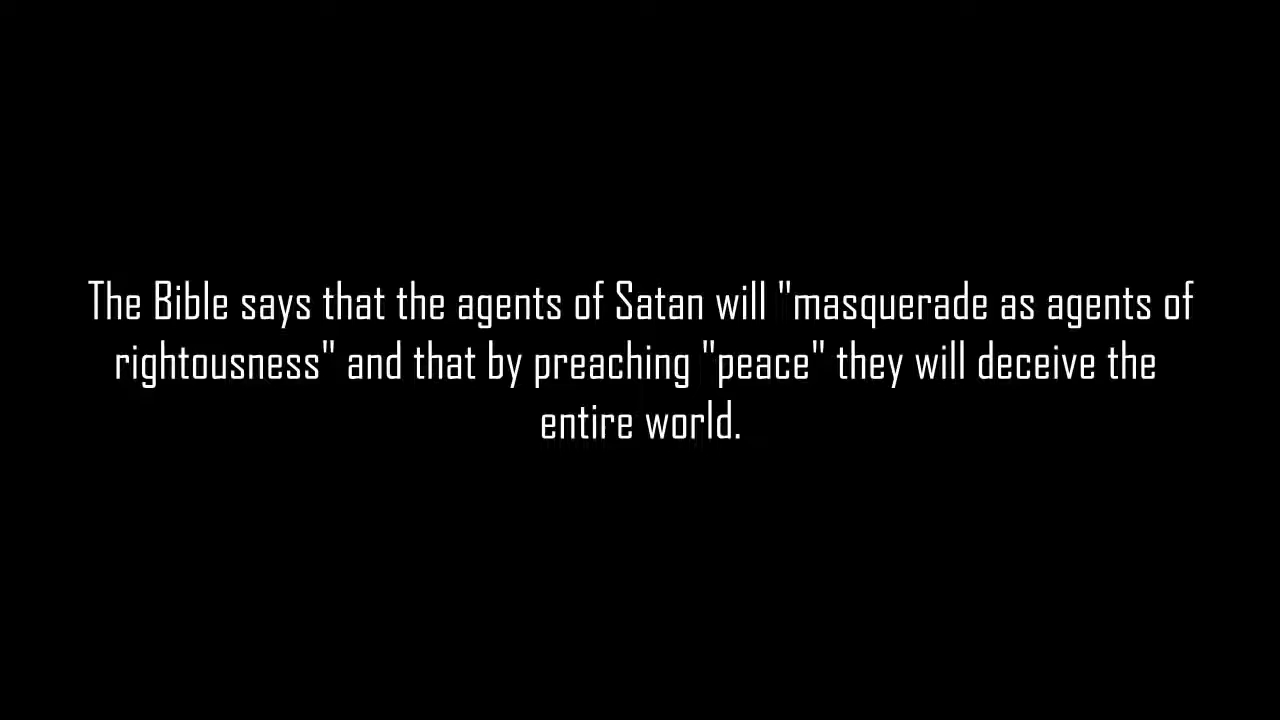 The Bible says that the agents of Satan will "masquerade as agents of
rightousness" and that by preaching "peace" they will deceive the
entire world.